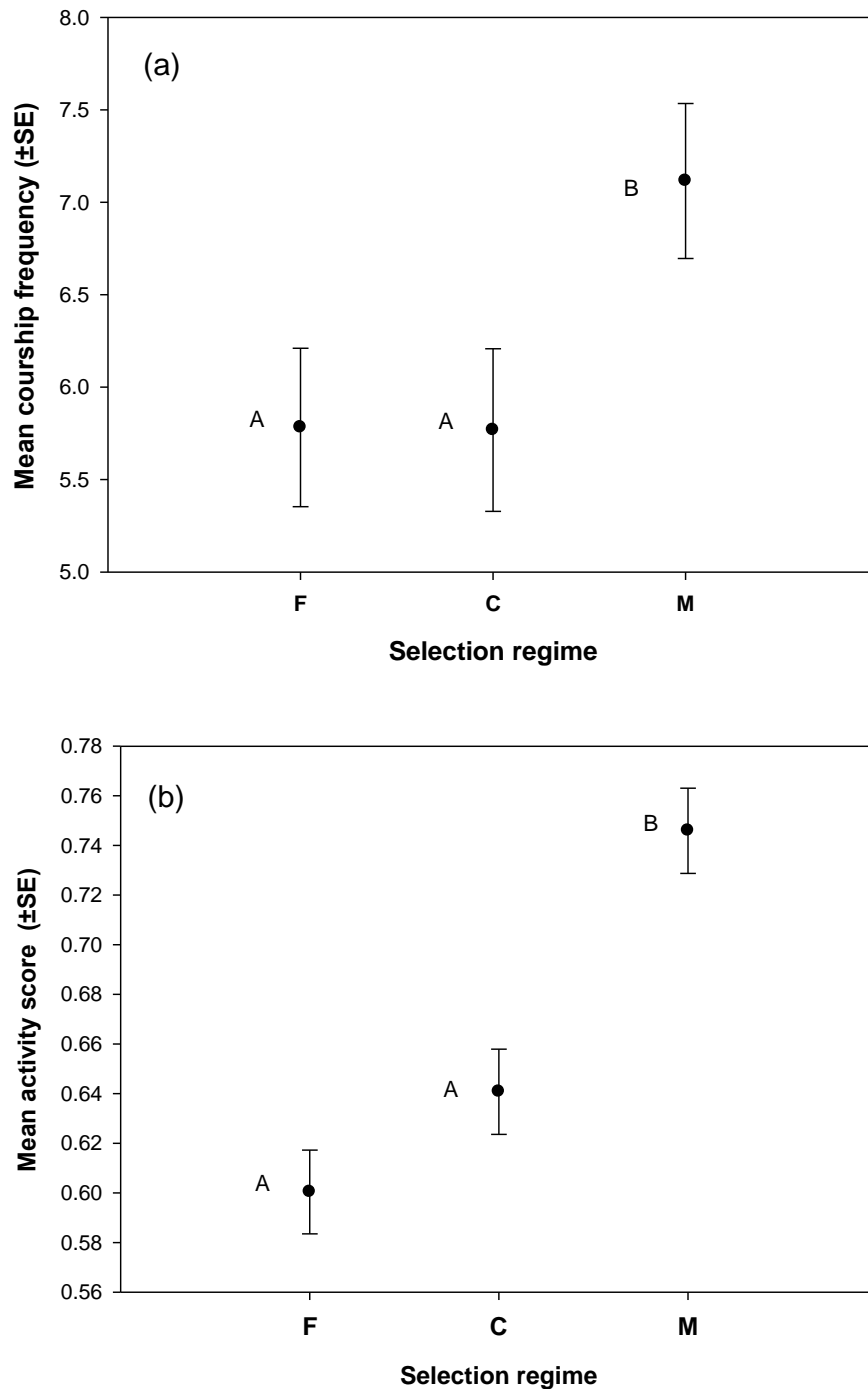 (a)
Mean courship frequency (±SE)
8.0
7.5
7.0
6.5
6.0
5.5
5.0
A
A
B
F
C
M
Selection regime
(b)
Mean activity score (±SE)
0.78
0.76
0.74
0.72
0.70
0.68
0.66
0.64
0.62
0.60
0.58
0.56
A
A
B
F
C
M
Selection regime